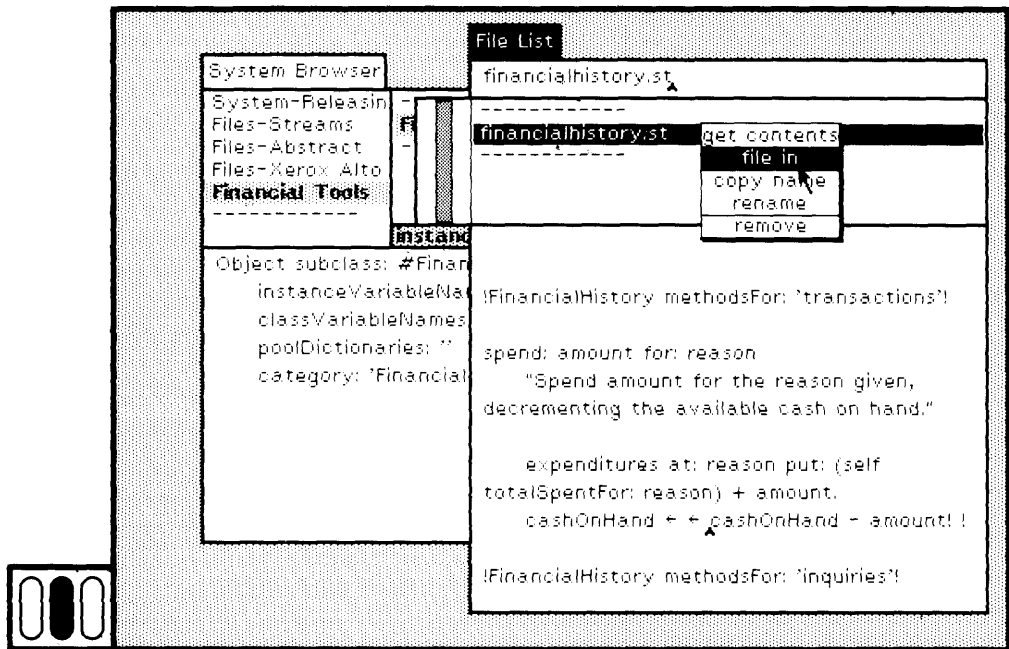 File List
System Browser
financialhistory.st
System-Releasin
Files-Streams
Files-Abstract
Files-Xerox Alto
Financial Tools
--------------
--------------
financialhistory.st
--------------
get contents
file in
copy name
rename
remove
instanc
Object subclass: #Finan
instanceVariableNa
classVariableNames
poolDictionaries: ''
category: 'Financial
!FinancialHistory methodsFor: 'transactions'!
spend: amount for: reason
"Spend amount for the reason given,
decrementing the available cash on hand."
expenditures at: reason put: (self
totalSpentFor: reason) + amount.
cashOnHand ← ← cashOnHand - amount! !
!FinancialHistory methodsFor: 'inquiries'!